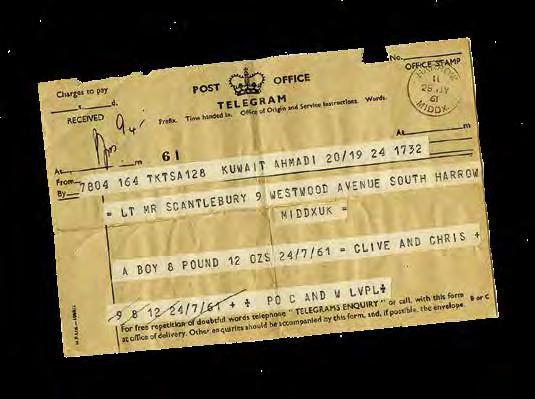 Charges to pay
s. d.
RECEIVED
POST OFFICE
TELEGRAM
Prefix. Time handed in. Office of Origin and Service Instructions. Words.
No.
OFFICE STAMP
HARROW
11
25 JY
61
MIDDX.
61
At m
At m
From
By
7804 164 TKTSA128 KUWAIT AHMADI 20/19 24 1732
= LT MR SCANTLEBURY 9 WESTWOOD AVENUE SOUTH HARROW
MIDDXUK =
A BOY 8 POUND 12 OZS 24/7/61 = CLIVE AND CHRIS +
9 8 12 24/7/61 + ‡ PO C AND W LVPL‡
For free repetition of doubtful words telephone "TELEGRAMS ENQUIRY" or call, with this form
at office of delivery. Other enquiries should be accompanied by this form, and, if possible, the envelope.
B or C